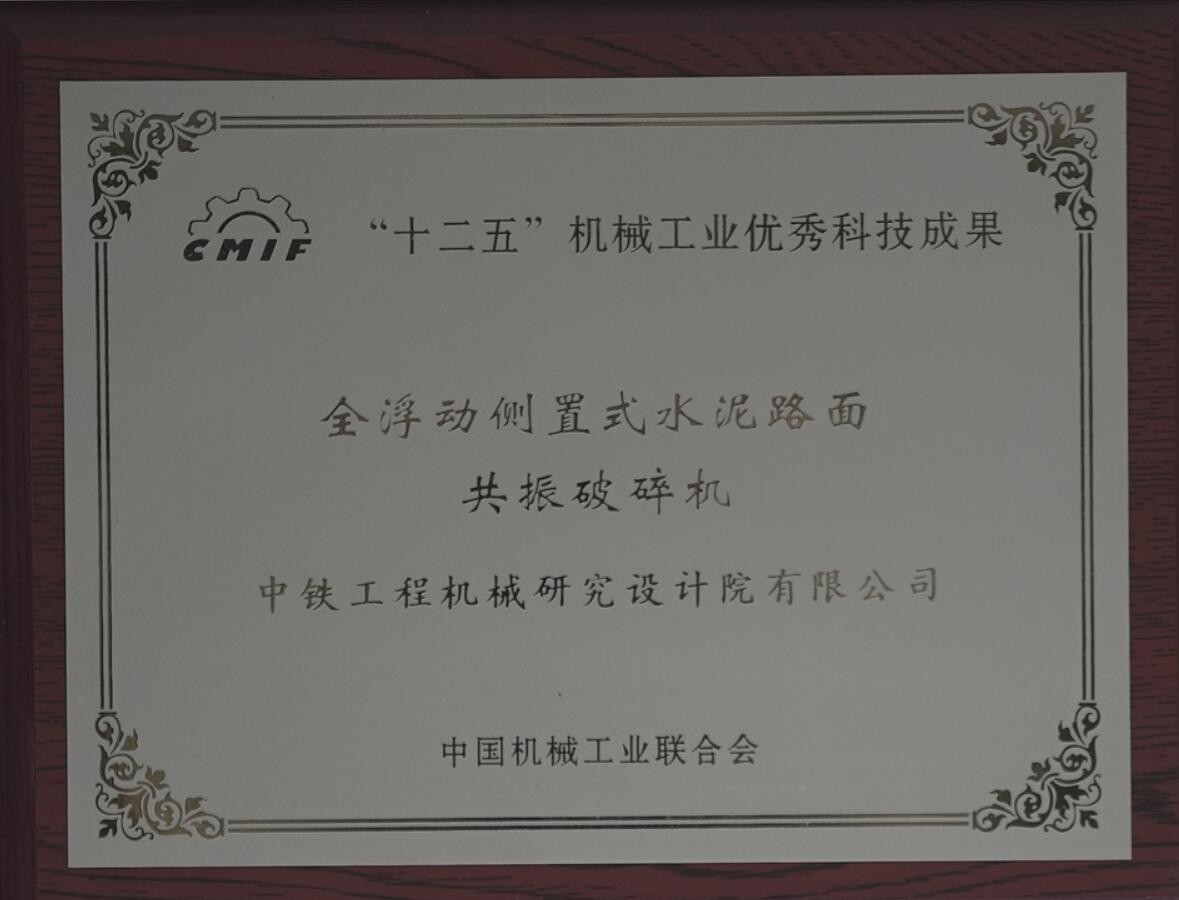 CMIF
“十二五”机械工业优秀科技成果
全浮动侧置式水泥路面
共振破碎机
中铁工程机械研究设计院有限公司
中国机械工业联合会